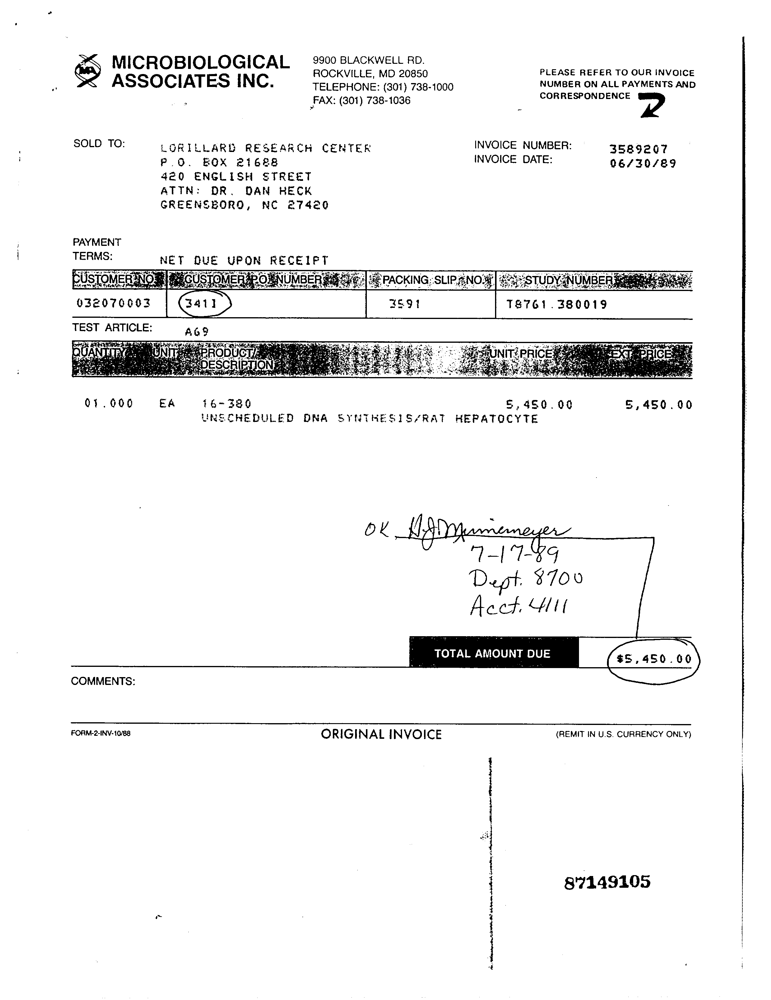 MICROBIOLOGICAL
ASSOCIATES INC.
9900 BLACKWELL RD.
ROCKVILLE, MD 20850
TELEPHONE: (301) 738-1000
FAX: (301) 738-1036
PLEASE REFER TO OUR INVOICE
NUMBER ON ALL PAYMENTS AND
CORRESPONDENCE
SOLD TO:
LORILLARD RESEARCH CENTER
P.O. BOX 21688
420 ENGLISH STREET
ATTN: DR. DAN HECK
GREENSBORO, NC 27420
INVOICE NUMBER: 3589207
INVOICE DATE: 06/30/89
PAYMENT
TERMS: NET DUE UPON RECEIPT
CUSTOMER NO. CUSTOMER P.O. NUMBER PACKING SLIP NO. STUDY NUMBER
032070003 3411 3591 T8761.380019
TEST ARTICLE: A69
QUANTITY UNIT PRODUCT/ UNIT PRICE EXT. PRICE
DESCRIPTION
01.000 EA 16-380 5,450.00 5,450.00
UNSCHEDULED DNA SYNTHESIS/RAT HEPATOCYTE
OK H.J. Minnemeyer
7-17-89
Dept. 8700
Acct. 4111
TOTAL AMOUNT DUE $5,450.00
COMMENTS:
FORM-2-INV-10/88 ORIGINAL INVOICE (REMIT IN U.S. CURRENCY ONLY)
87149105